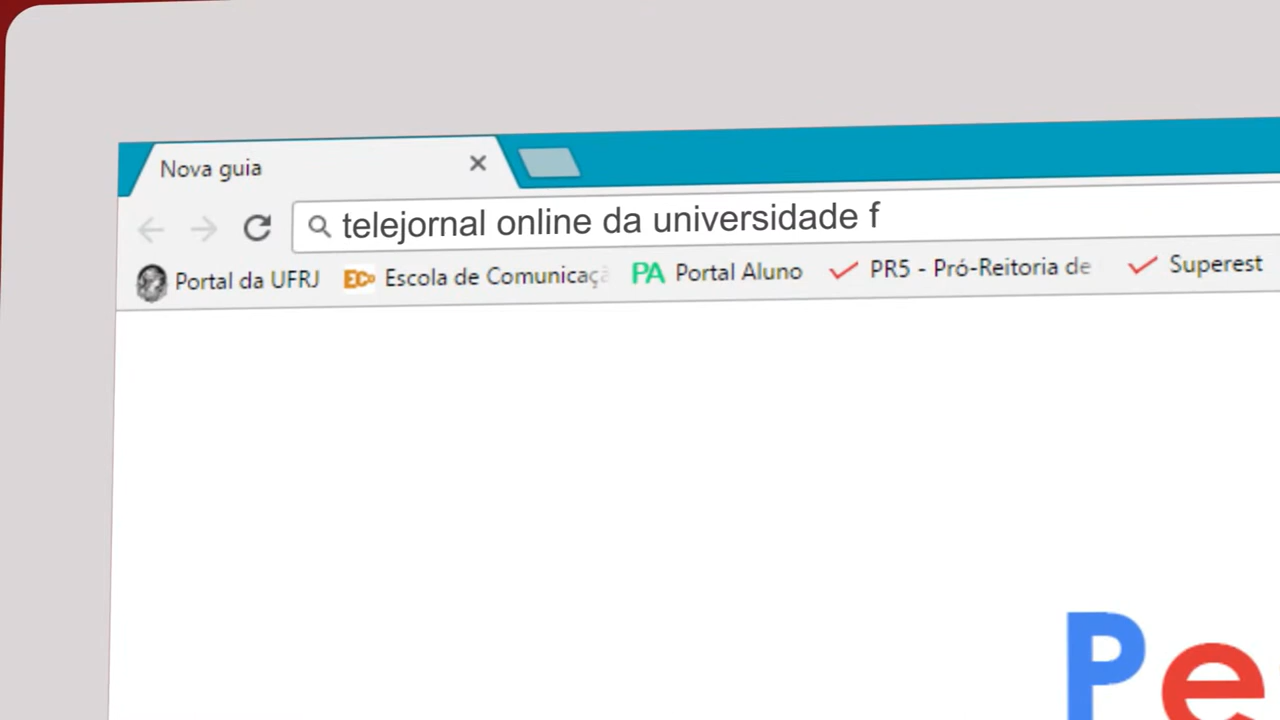 Nova guia
telejornal online da universidade f
Portal da UFRJ ECO Escola de Comunicaçã PA Portal Aluno PR5 - Pró-Reitoria de Superest
Pe